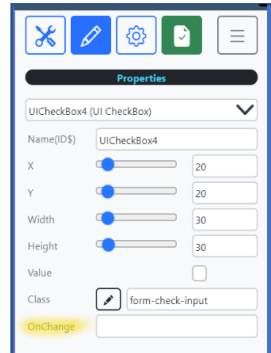 Properties
UICheckBox4 (UI CheckBox)
Name(ID$) UICheckBox4
X 20
Y 20
Width 30
Height 30
Value
Class form-check-input
OnChange